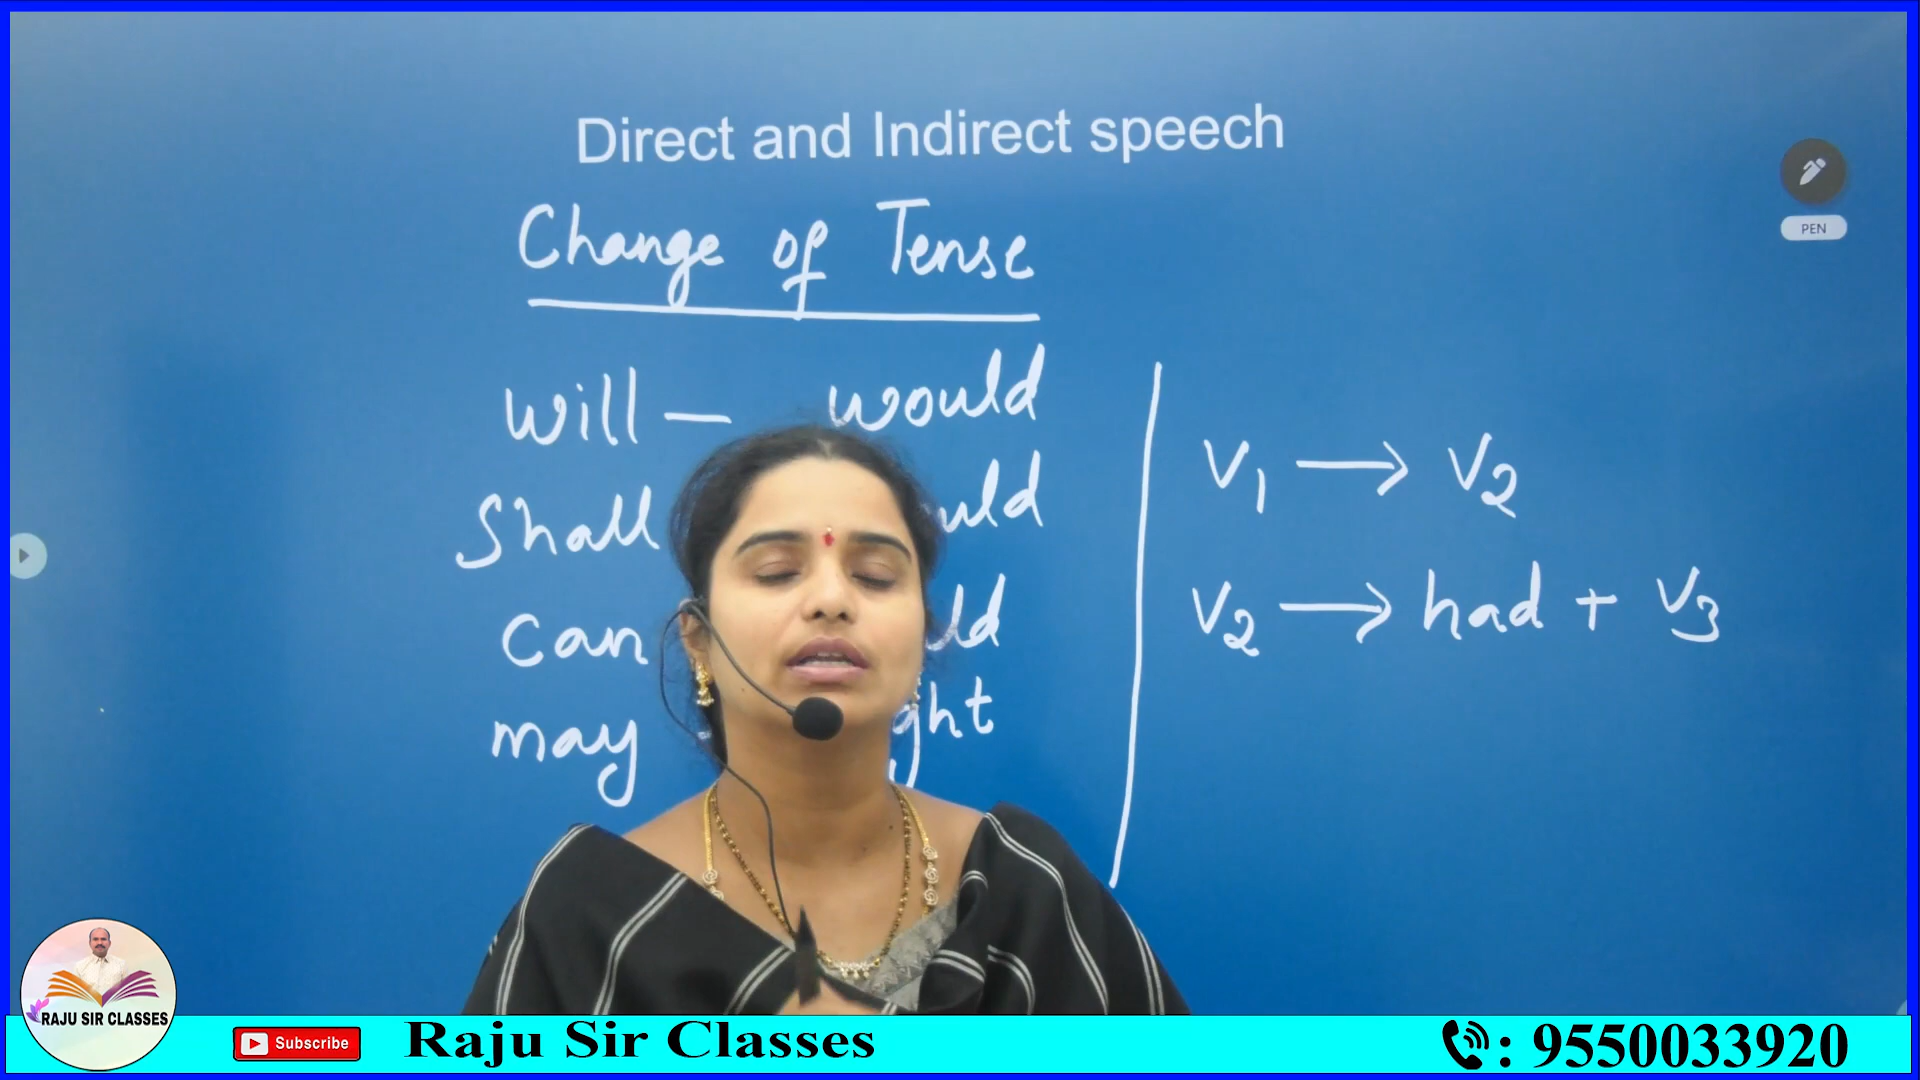 Direct and Indirect speech
Change of Tense
will — would
Shall
Can
may
V1 → V2
V2 → had + V3
PEN
RAJU SIR CLASSES
Subscribe
Raju Sir Classes
: 9550033920